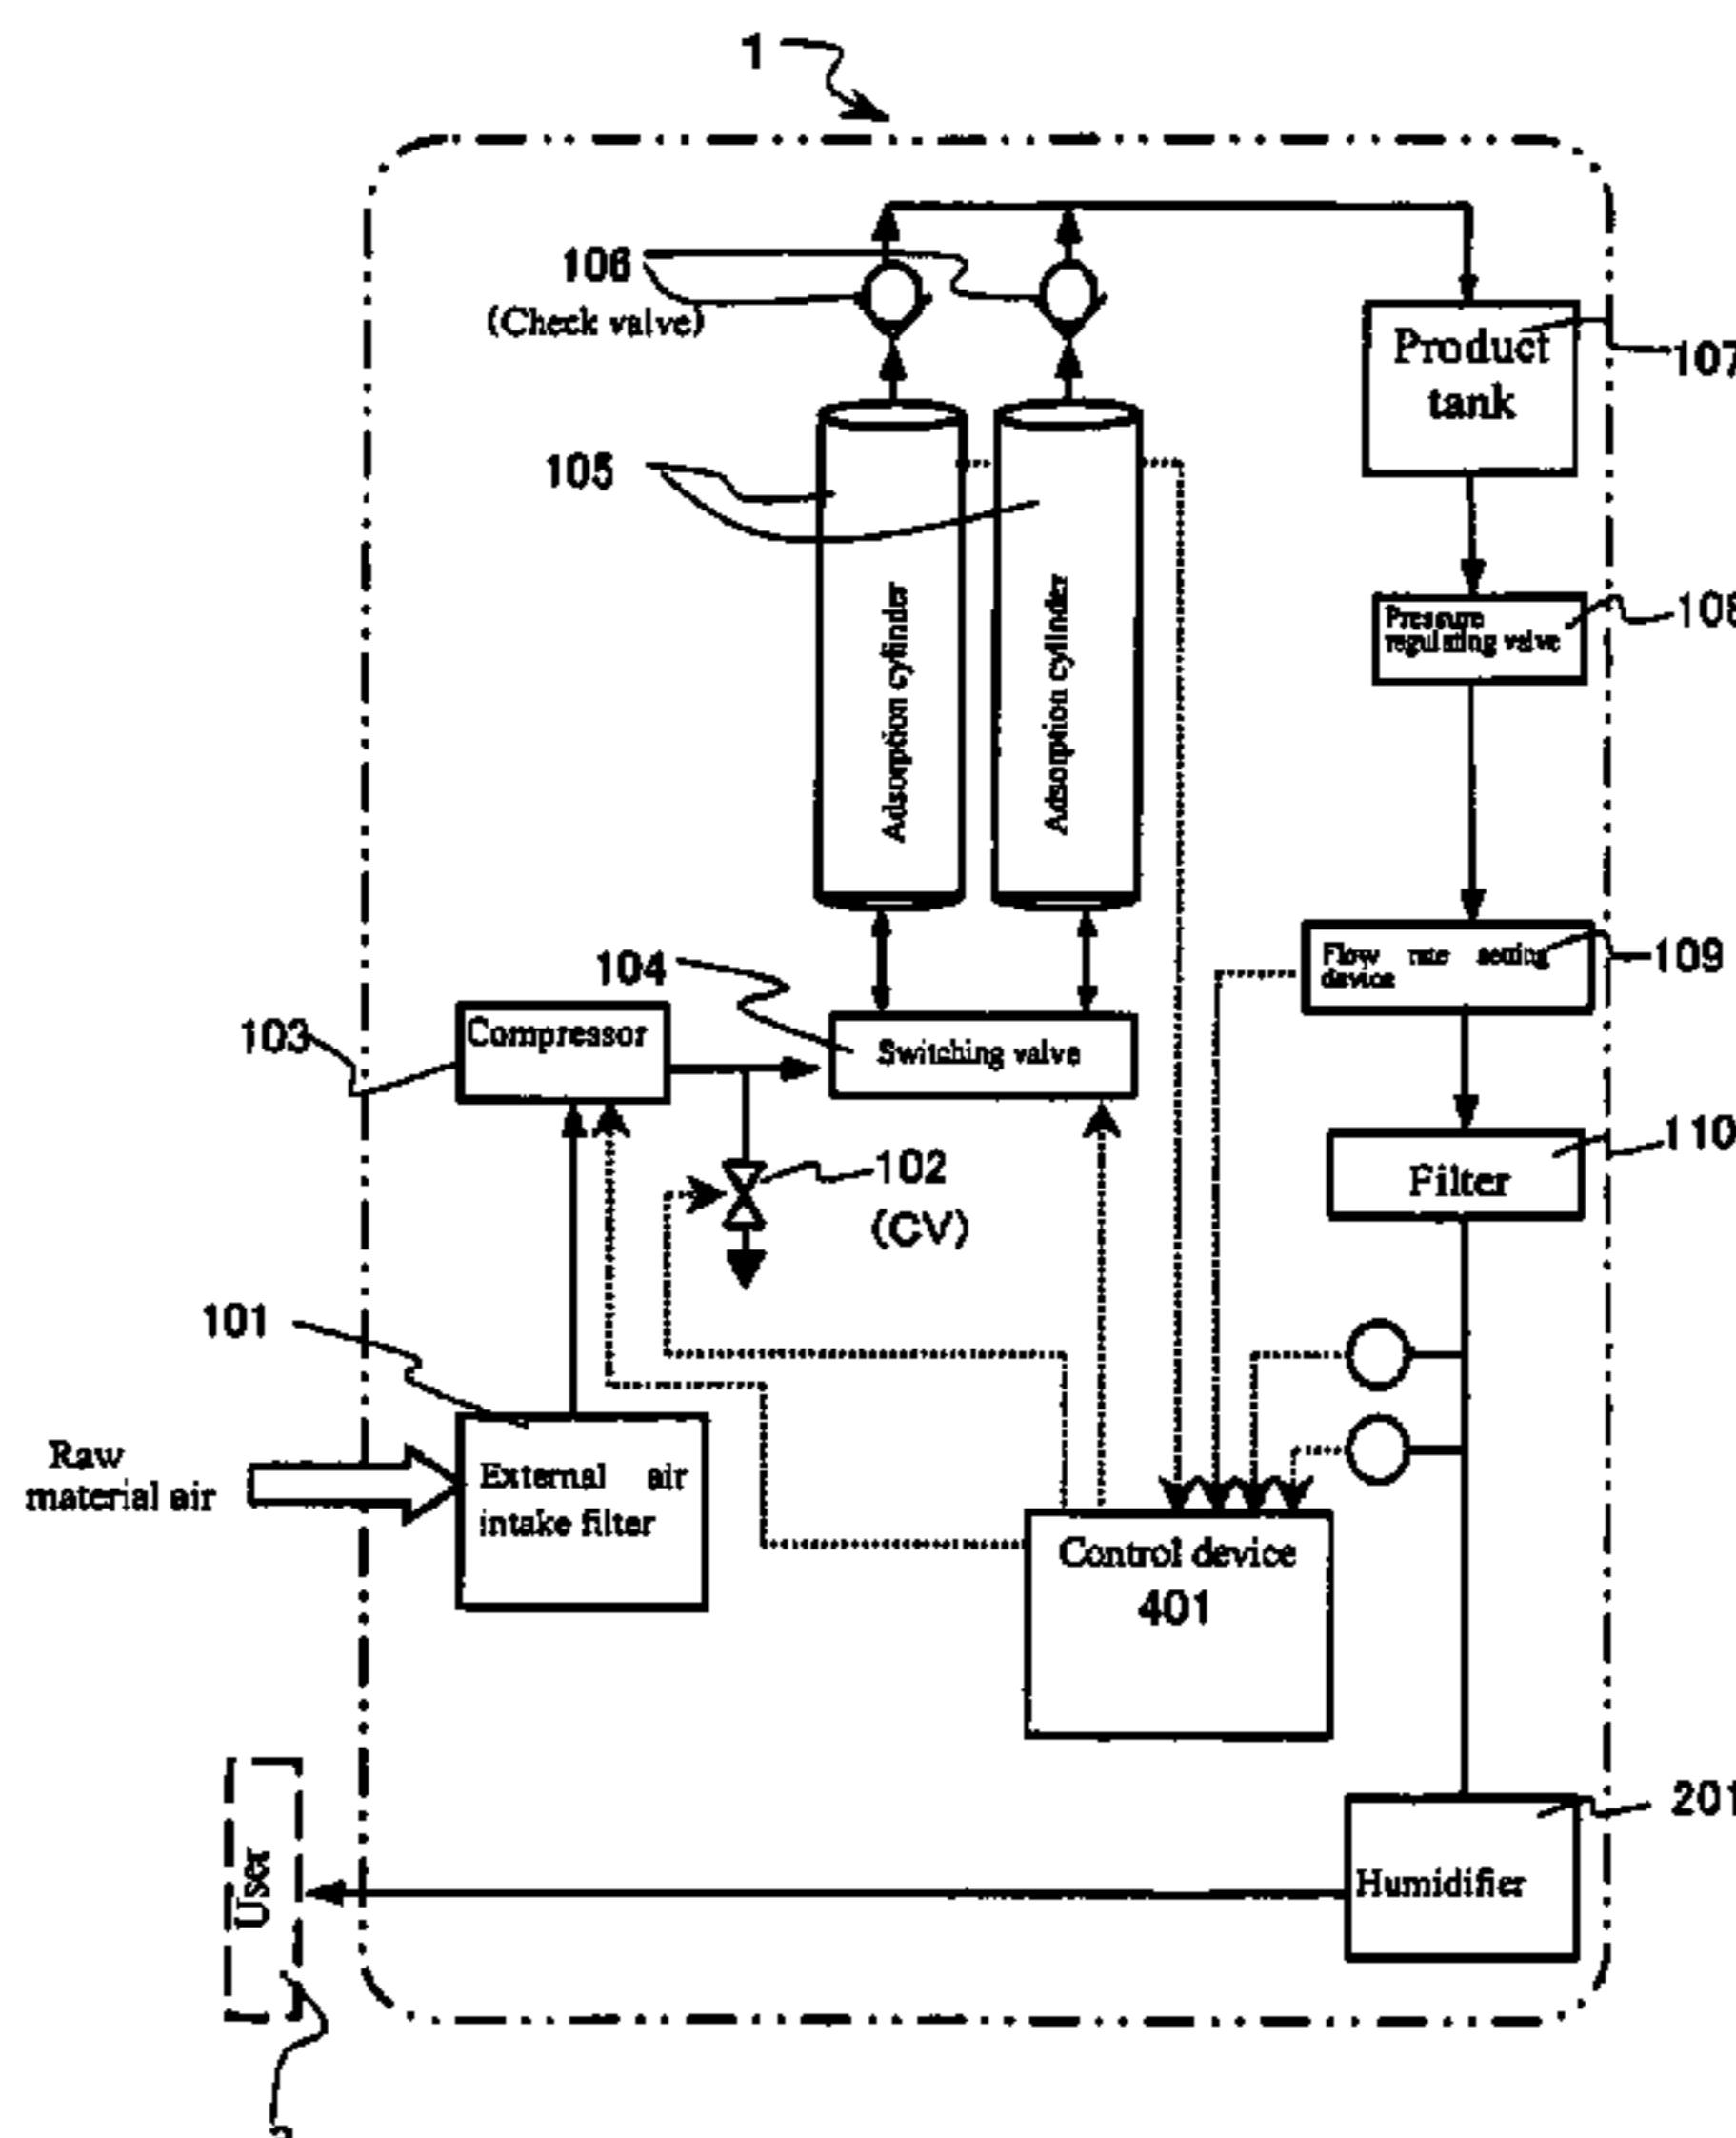 1
106
(Check valve)
Product
tank
107
105
Adsorption cylinder
Adsorption cylinder
Pressure
regulating valve
108
Flow rate setting
device
109
104
Compressor
103
Switching valve
110
Filter
102
(CV)
101
Raw
material air
External air
intake filter
Control device
401
201
Humidifier
User